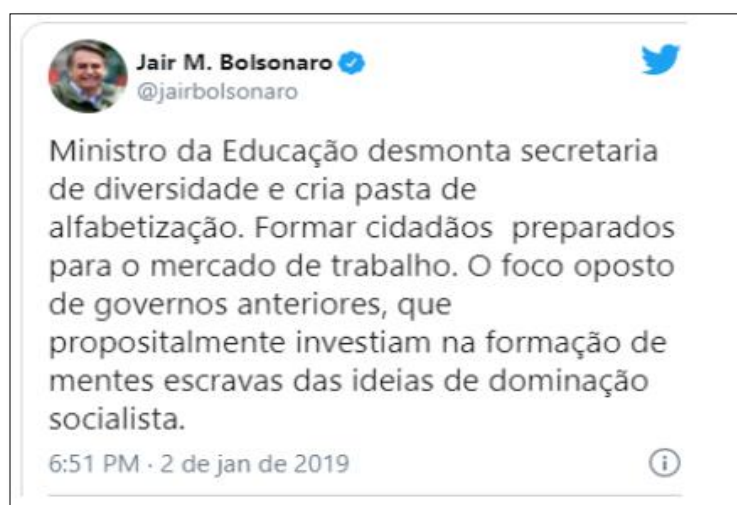 Jair M. Bolsonaro
@jairbolsonaro
Ministro da Educação desmonta secretaria
de diversidade e cria pasta de
alfabetização. Formar cidadãos  preparados
para o mercado de trabalho. O foco oposto
de governos anteriores, que
propositalmente investiam na formação de
mentes escravas das ideias de dominação
socialista.
6:51 PM · 2 de jan de 2019